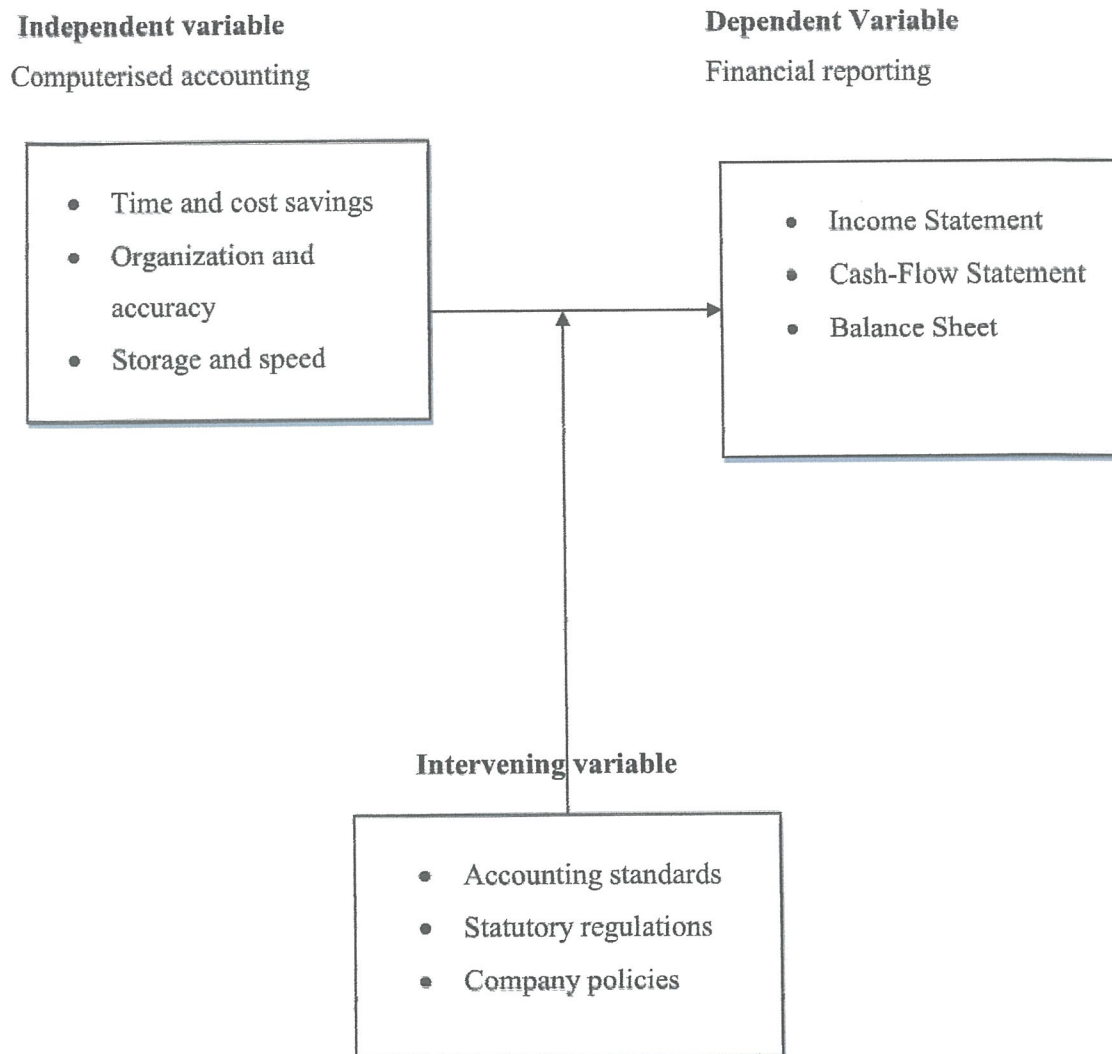 Independent variable
Computerised accounting
Dependent Variable
Financial reporting
• Time and cost savings
• Organization and
accuracy
• Storage and speed
• Income Statement
• Cash-Flow Statement
• Balance Sheet
Intervening variable
• Accounting standards
• Statutory regulations
• Company policies